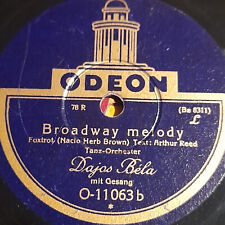 ODEON
78 R
(Be 8311)
L
Broadway melody
Foxtrot (Nacio Herb Brown) Text: Arthur Reed
Tanz-Orchester
Dajos Béla
mit Gesang
O-11063b
*